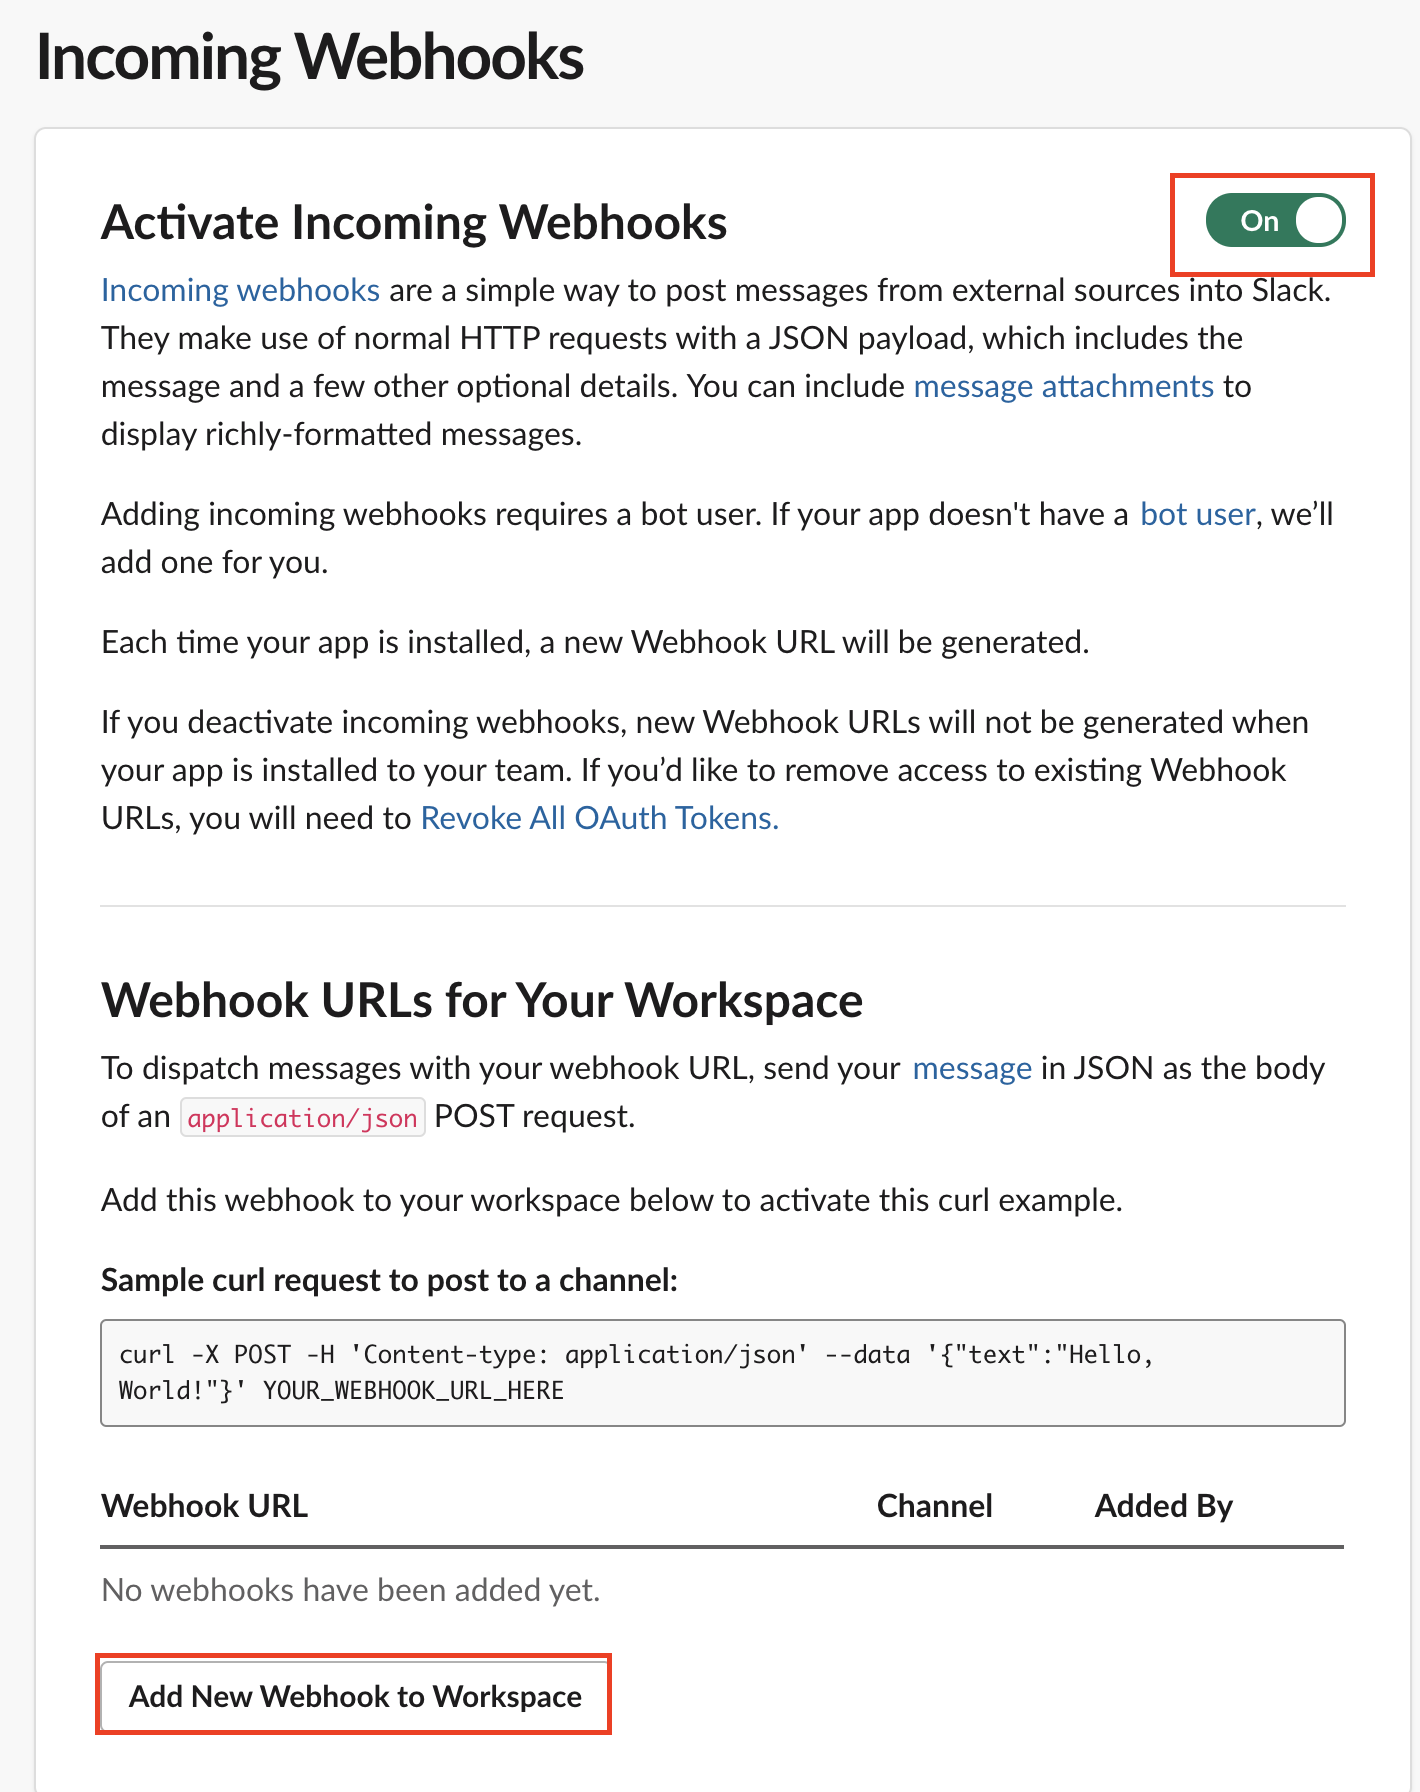 Incoming Webhooks
Activate Incoming Webhooks
On
Incoming webhooks are a simple way to post messages from external sources into Slack.
They make use of normal HTTP requests with a JSON payload, which includes the
message and a few other optional details. You can include message attachments to
display richly-formatted messages.
Adding incoming webhooks requires a bot user. If your app doesn't have a bot user, we’ll
add one for you.
Each time your app is installed, a new Webhook URL will be generated.
If you deactivate incoming webhooks, new Webhook URLs will not be generated when
your app is installed to your team. If you’d like to remove access to existing Webhook
URLs, you will need to Revoke All OAuth Tokens.
Webhook URLs for Your Workspace
To dispatch messages with your webhook URL, send your message in JSON as the body
of an application/json POST request.
Add this webhook to your workspace below to activate this curl example.
Sample curl request to post to a channel:
curl -X POST -H 'Content-type: application/json' --data '{"text":"Hello,
World!"}' YOUR_WEBHOOK_URL_HERE
Webhook URL Channel Added By
No webhooks have been added yet.
Add New Webhook to Workspace